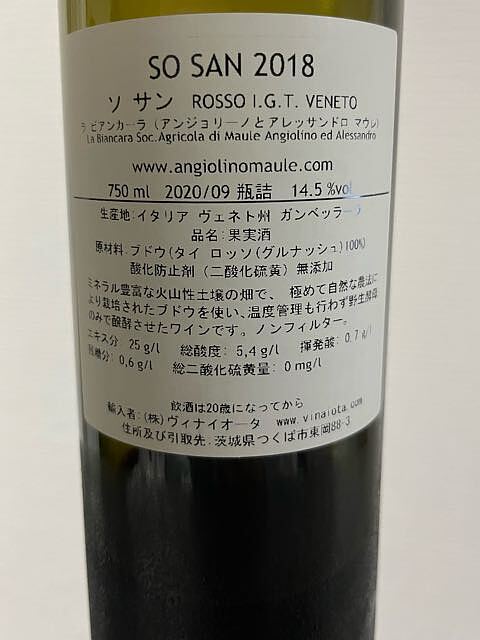 SO SAN 2018
ソ サン ROSSO I.G.T. VENETO
ラ ビアンカーラ (アンジョリーノとアレッサンドロ マウレ)
La Biancara Soc.Agricola di Maule Angiolino ed Alessandro
www.angiolinomaule.com
750 ml 2020/09 瓶詰 14.5 %vol
生産地:イタリア ヴェネト州 ガンベッラーラ
品名:果実酒
原材料:ブドウ(タイ ロッソ(グルナッシュ)100%)
酸化防止剤(二酸化硫黄)無添加
ミネラル豊富な火山性土壌の畑で、極めて自然な農法に
より栽培されたブドウを使い、温度管理も行わず野生酵母
のみで醗酵させたワインです。ノンフィルター。
エキス分 25 g/l 総酸度: 5,4 g/l 揮発酸: 0.7 g/l
残糖分: 0,6 g/l 総二酸化硫黄量: 0 mg/l
飲酒は20歳になってから
輸入者:(株)ヴィナイオータ www.vinaiota.com
住所及び引取先:茨城県つくば市東岡88-3